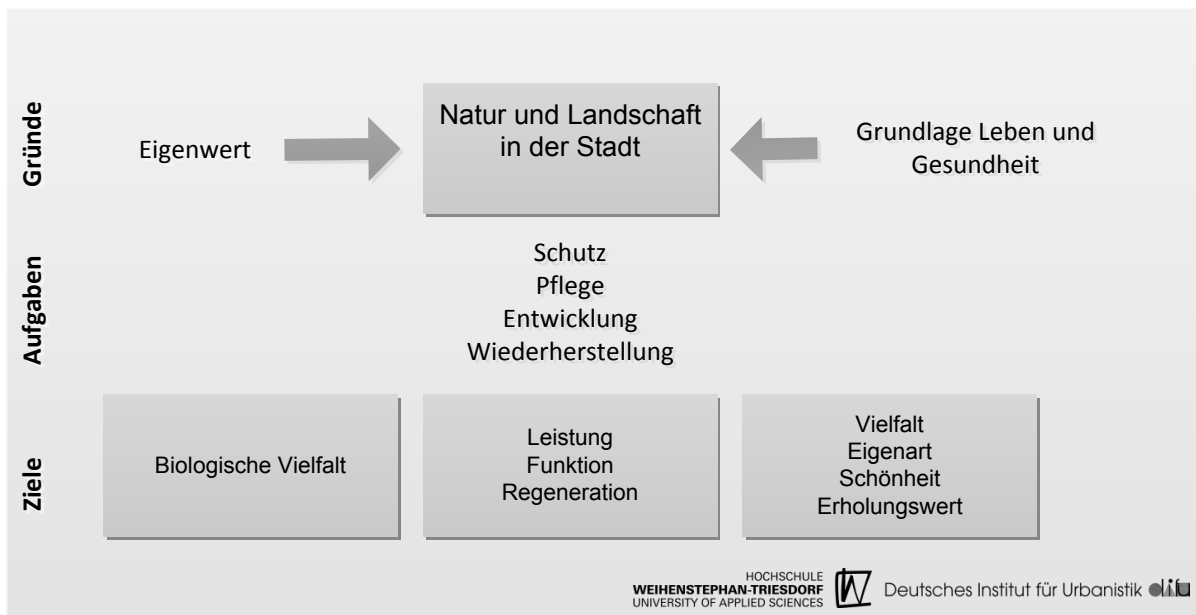 Gründe
Eigenwert
Natur und Landschaft
in der Stadt
Grundlage Leben und
Gesundheit
Aufgaben
Schutz
Pflege
Entwicklung
Wiederherstellung
Ziele
Biologische Vielfalt
Leistung
Funktion
Regeneration
Vielfalt
Eigenart
Schönheit
Erholungswert
HOCHSCHULE
WEIHENSTEPHAN-TRIESDORF
UNIVERSITY OF APPLIED SCIENCES
Deutsches Institut für Urbanistik difu